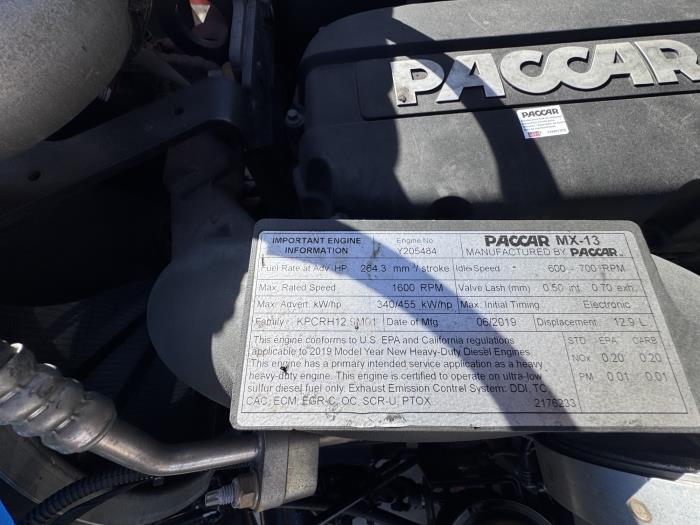 PACCAR
PACCAR
IMPORTANT ENGINE INFORMATION
Engine No. Y205484
PACCAR MX-13
MANUFACTURED BY PACCAR INC
Fuel Rate at Adv. HP 264.3 mm³/stroke Idle Speed 600 - 700 RPM
Max. Rated Speed 1600 RPM Valve Lash (mm) 0.50 int. 0.70 exh.
Max. Advert. kW/hp 340/455 kW/hp Max. Initial Timing Electronic
Family KPCRH12.9M01 Date of Mfg 06/2019 Displacement 12.9 L
This engine conforms to U.S. EPA and California regulations
applicable to 2019 Model Year New Heavy-Duty Diesel Engines.
This engine has a primary intended service application as a heavy
heavy-duty engine. This engine is certified to operate on ultra-low
sulfur diesel fuel only. Exhaust Emission Control System: DDI, TC,
CAC, ECM, EGR-C, OC, SCR-U, PTOX
STD EPA CARB
NOx 0.20 0.20
PM 0.01 0.01
2176233